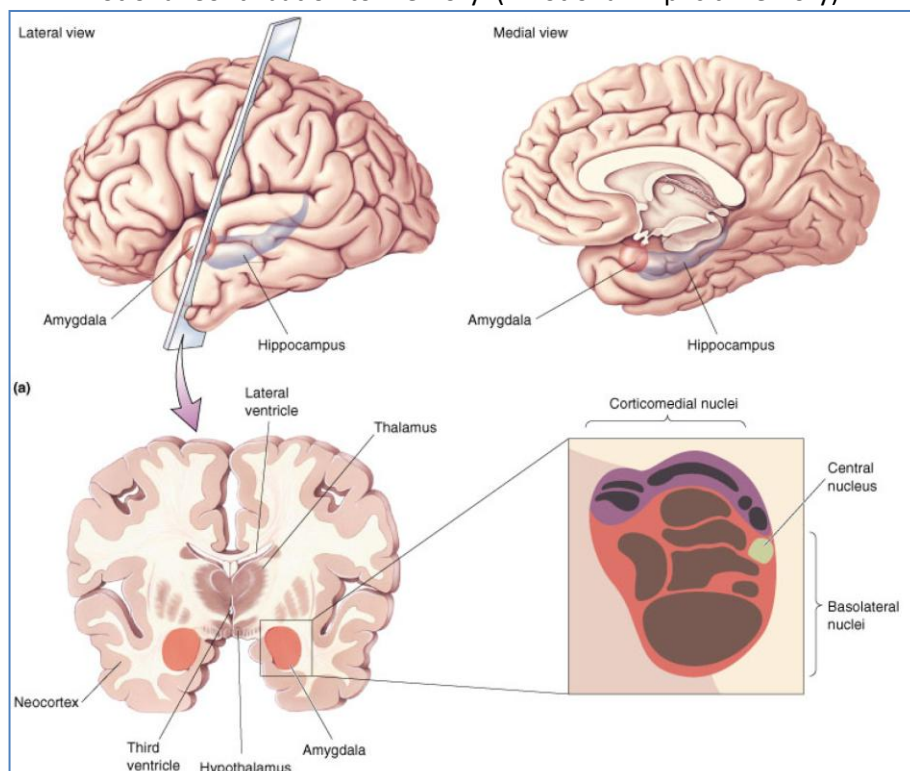 Lateral view
Medial view
Amygdala
Hippocampus
Amygdala
Hippocampus
(a)
Lateral
ventricle
Thalamus
Corticomedial nuclei
Central
nucleus
Basolateral
nuclei
Neocortex
Third
ventricle
Hypothalamus
Amygdala